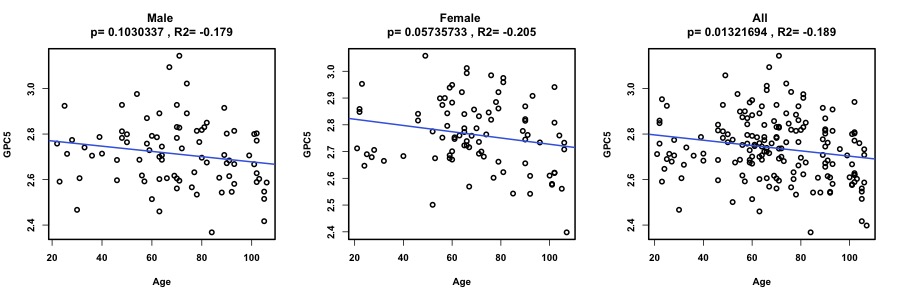 Male
p= 0.1030337 , R2= -0.179
GPC5
3.0
2.8
2.6
2.4
20 40 60 80 100
Age
Female
p= 0.05735733 , R2= -0.205
GPC5
3.0
2.9
2.8
2.7
2.6
2.5
2.4
20 40 60 80 100
Age
All
p= 0.01321694 , R2= -0.189
GPC5
3.0
2.8
2.6
2.4
20 40 60 80 100
Age